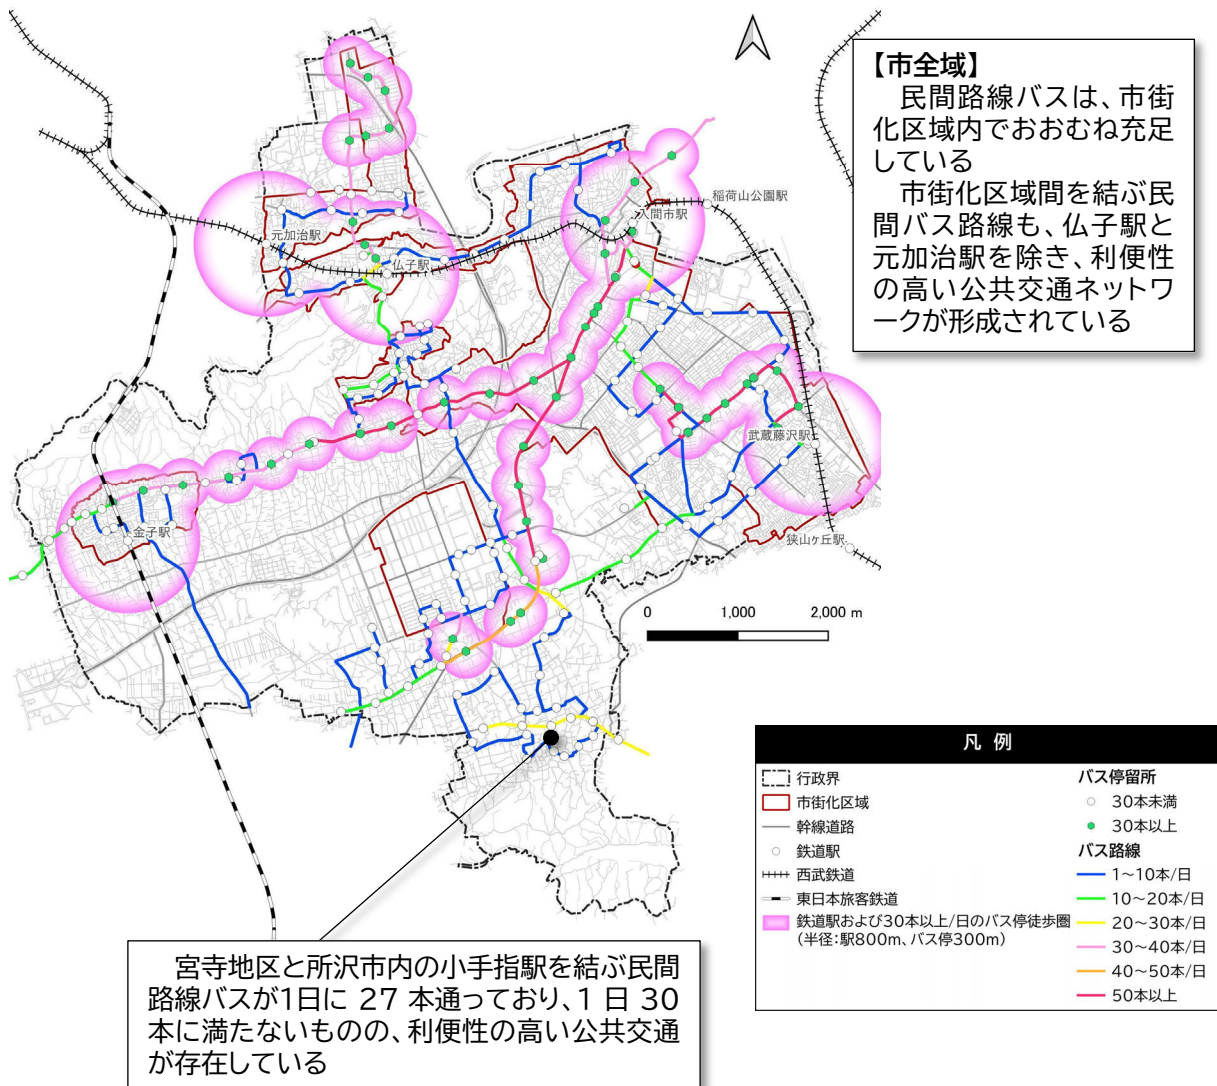 【市全域】
民間路線バスは、市街
化区域内でおおむね充足
している
市街化区域間を結ぶ民
間バス路線も、仏子駅と
元加治駅を除き、利便性
の高い公共交通ネットワ
ークが形成されている
稲荷山公園駅
入間市駅
元加治駅
仏子駅
武蔵藤沢駅
金子駅
狭山ヶ丘駅
0 1,000 2,000 m
凡 例
行政界
市街化区域
幹線道路
鉄道駅
西武鉄道
東日本旅客鉄道
鉄道駅および30本以上/日のバス停徒歩圏
(半径:駅800m、バス停300m)
バス停留所
30本未満
30本以上
バス路線
1～10本/日
10～20本/日
20～30本/日
30～40本/日
40～50本/日
50本以上
宮寺地区と所沢市内の小手指駅を結ぶ民間
路線バスが1日に 27 本通っており、1 日 30
本に満たないものの、利便性の高い公共交通
が存在している